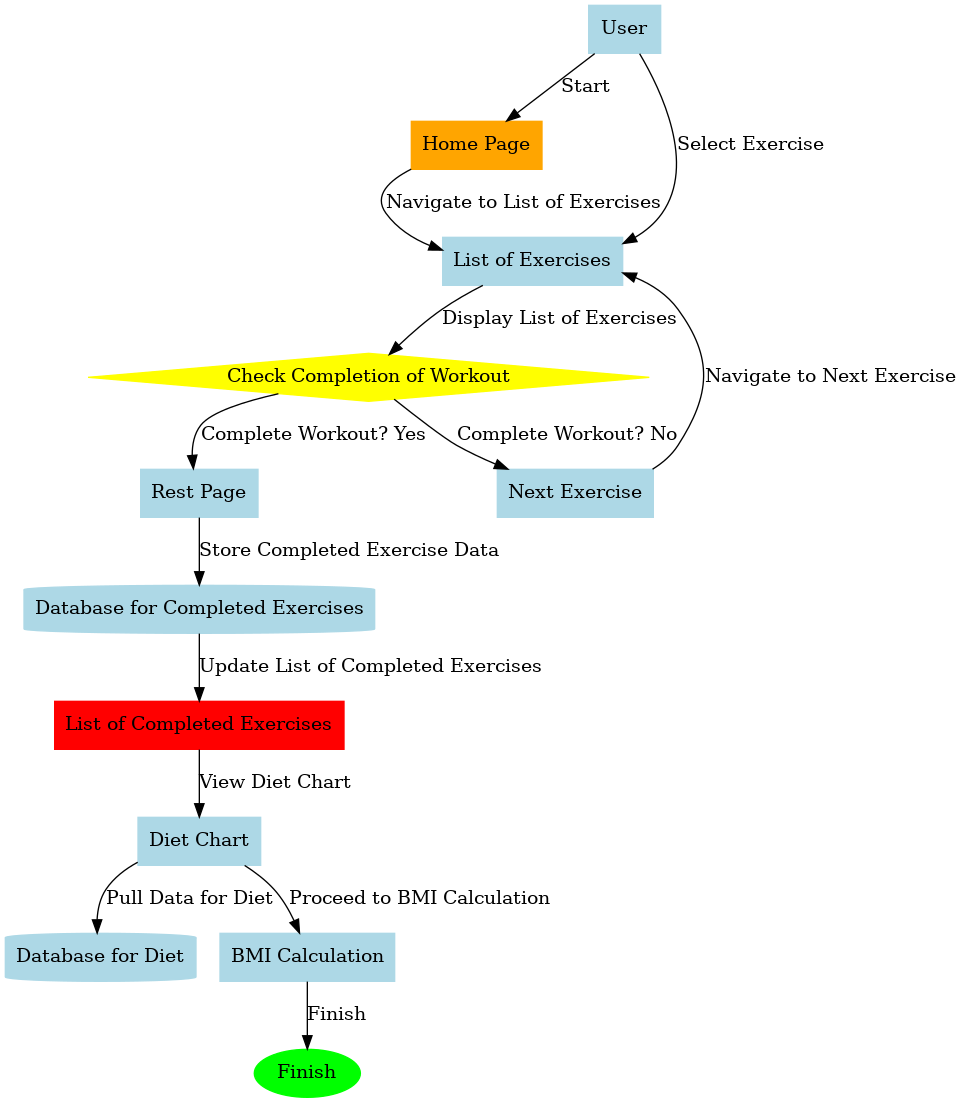 User
Start
Home Page
Select Exercise
Navigate to List of Exercises
List of Exercises
Display List of Exercises
Check Completion of Workout
Navigate to Next Exercise
Complete Workout? Yes
Complete Workout? No
Rest Page
Next Exercise
Store Completed Exercise Data
Database for Completed Exercises
Update List of Completed Exercises
List of Completed Exercises
View Diet Chart
Diet Chart
Pull Data for Diet
Proceed to BMI Calculation
Database for Diet
BMI Calculation
Finish
Finish